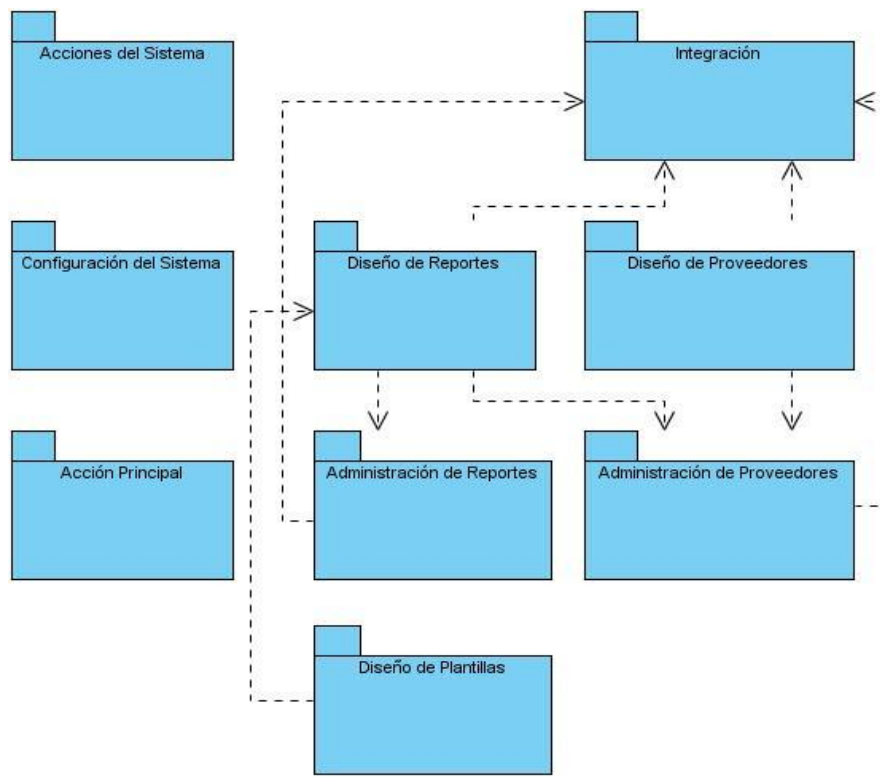 Acciones del Sistema
Integración
Configuración del Sistema
Diseño de Reportes
Diseño de Proveedores
Acción Principal
Administración de Reportes
Administración de Proveedores
Diseño de Plantillas